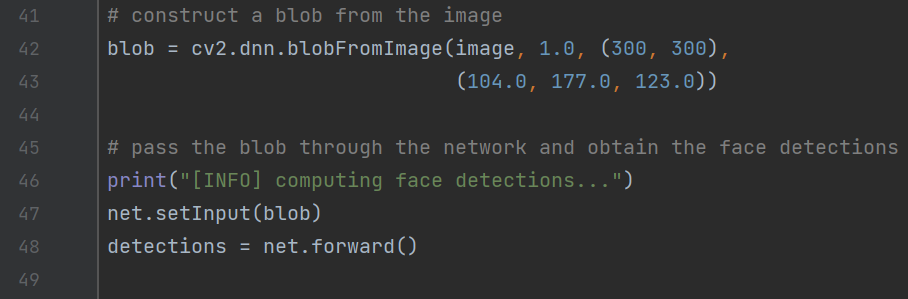 41 # construct a blob from the image
42 blob = cv2.dnn.blobFromImage(image, 1.0, (300, 300),
43                              (104.0, 177.0, 123.0))
44
45 # pass the blob through the network and obtain the face detections
46 print("[INFO] computing face detections...")
47 net.setInput(blob)
48 detections = net.forward()
49